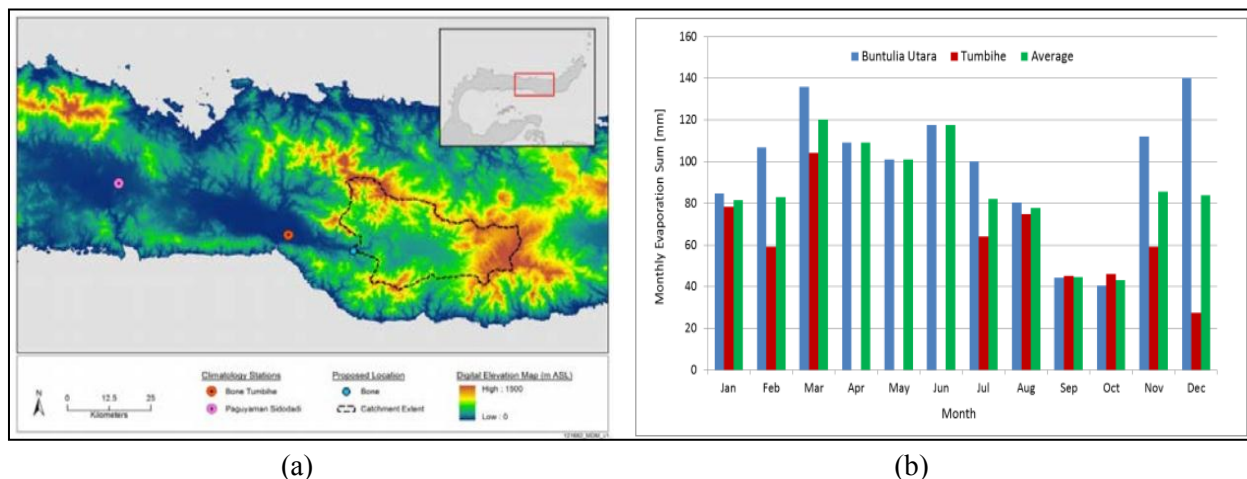 Climatology Stations
Bone Tumbihe
Paguyaman Sidodadi
Proposed Location
Bone
Catchment Extent
Digital Elevation Map (m ASL)
High : 1900
Low : 0
N
0 12.5 25
Kilometers
(a)
Buntulia Utara Tumbihe Average
Monthly Evaporation Sum [mm]
160
140
120
100
80
60
40
20
0
Jan Feb Mar Apr May Jun Jul Aug Sep Oct Nov Dec
Month
(b)